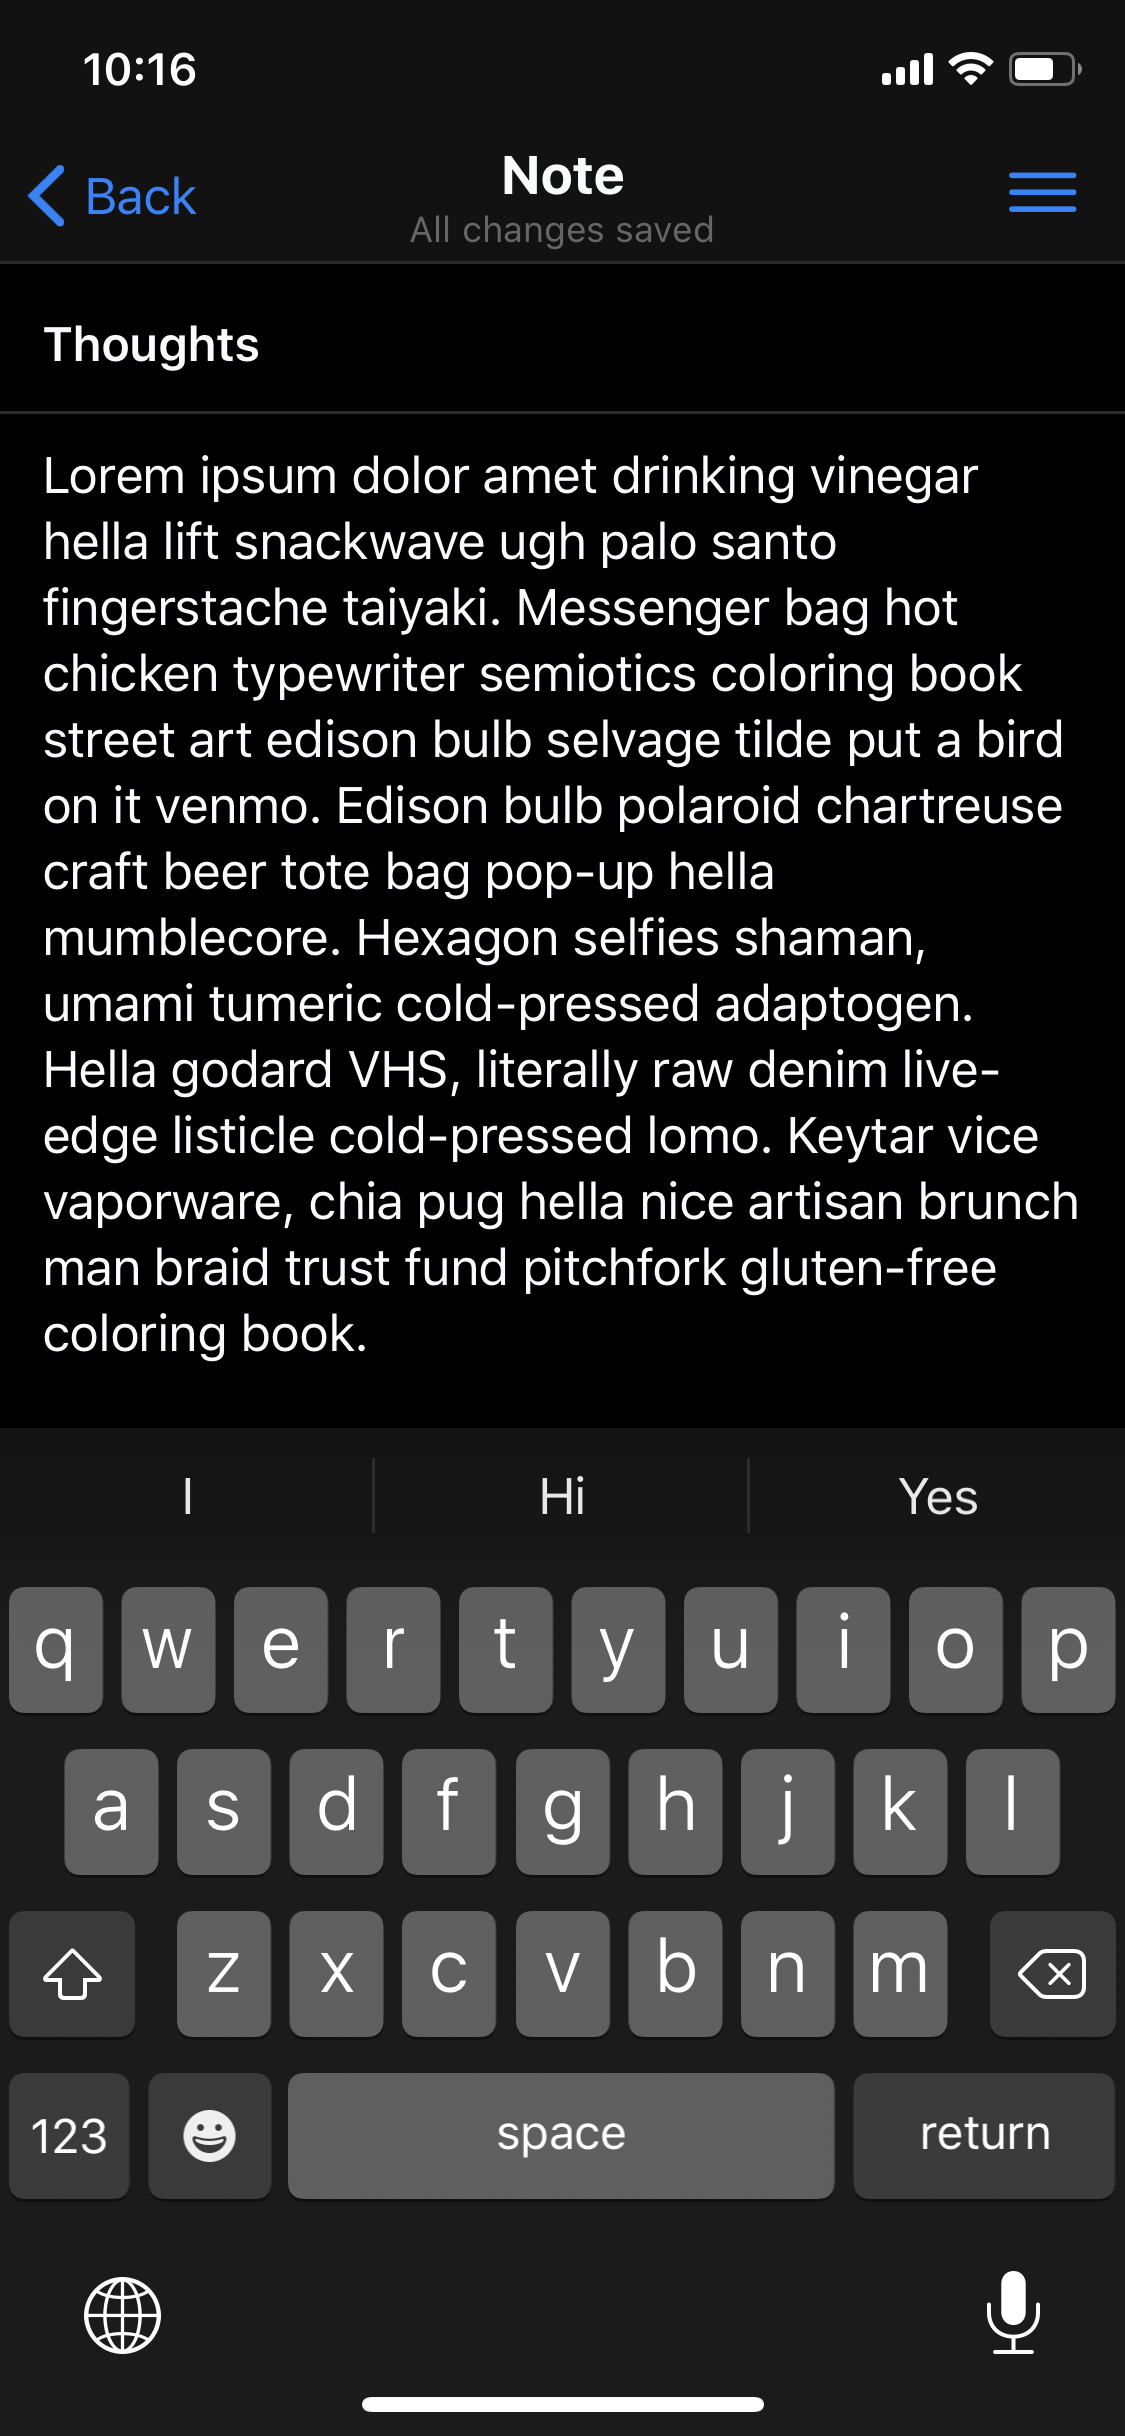 10:16
Back
Note
All changes saved
Thoughts
Lorem ipsum dolor amet drinking vinegar
hella lift snackwave ugh palo santo
fingerstache taiyaki. Messenger bag hot
chicken typewriter semiotics coloring book
street art edison bulb selvage tilde put a bird
on it venmo. Edison bulb polaroid chartreuse
craft beer tote bag pop-up hella
mumblecore. Hexagon selfies shaman,
umami tumeric cold-pressed adaptogen.
Hella godard VHS, literally raw denim live-
edge listicle cold-pressed lomo. Keytar vice
vaporware, chia pug hella nice artisan brunch
man braid trust fund pitchfork gluten-free
coloring book.
I Hi Yes
q w e r t y u i o p
a s d f g h j k l
z x c v b n m
123 space return